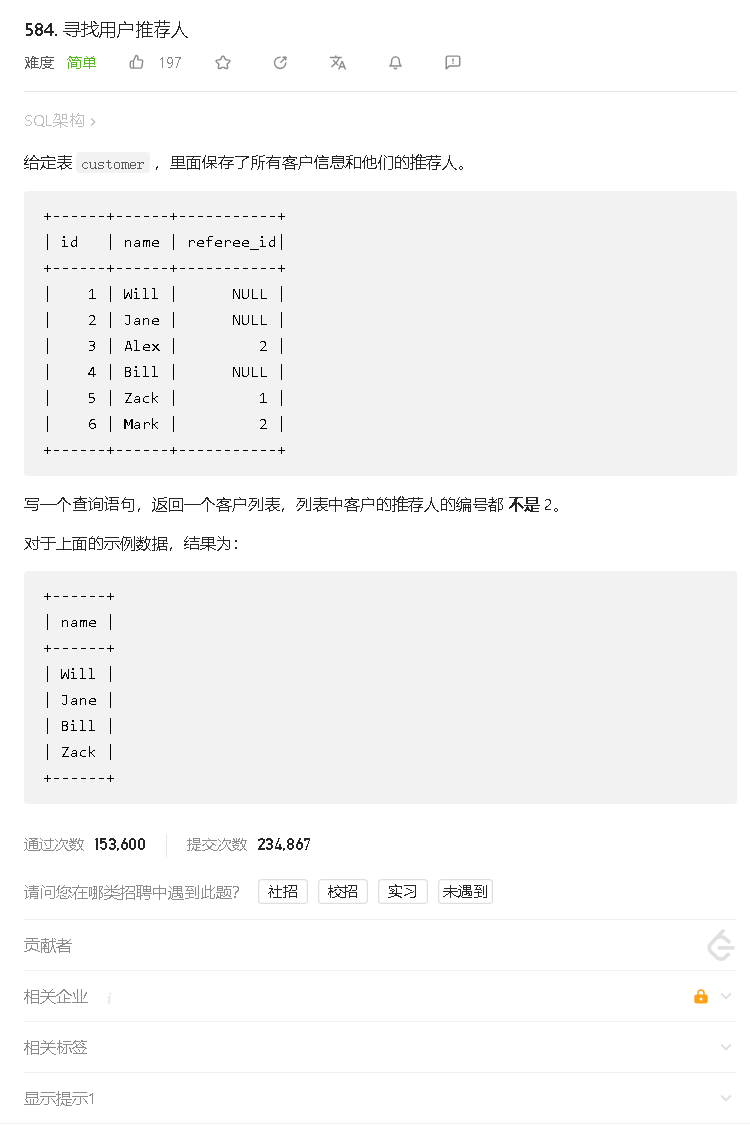 584. 寻找用户推荐人
难度 简单 197
SQL架构 >
给定表 customer ，里面保存了所有客户信息和他们的推荐人。
+------+------+-----------+
| id   | name | referee_id|
+------+------+-----------+
|    1 | Will |      NULL |
|    2 | Jane |      NULL |
|    3 | Alex |         2 |
|    4 | Bill |      NULL |
|    5 | Zack |         1 |
|    6 | Mark |         2 |
+------+------+-----------+
写一个查询语句，返回一个客户列表，列表中客户的推荐人的编号都 不是 2。
对于上面的示例数据，结果为：
+------+
| name |
+------+
| Will |
| Jane |
| Bill |
| Zack |
+------+
通过次数 153,600 提交次数 234,867
请问您在哪类招聘中遇到此题？ 社招 校招 实习 未遇到
贡献者
相关企业 i
相关标签
显示提示1